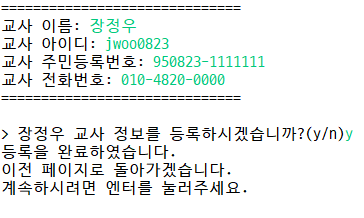 ==============================
교사 이름: 장정우
교사 아이디: jwoo0823
교사 주민등록번호: 950823-1111111
교사 전화번호: 010-4820-0000
==============================
> 장정우 교사 정보를 등록하시겠습니까?(y/n)y
등록을 완료하였습니다.
이전 페이지로 돌아가겠습니다.
계속하시려면 엔터를 눌러주세요.